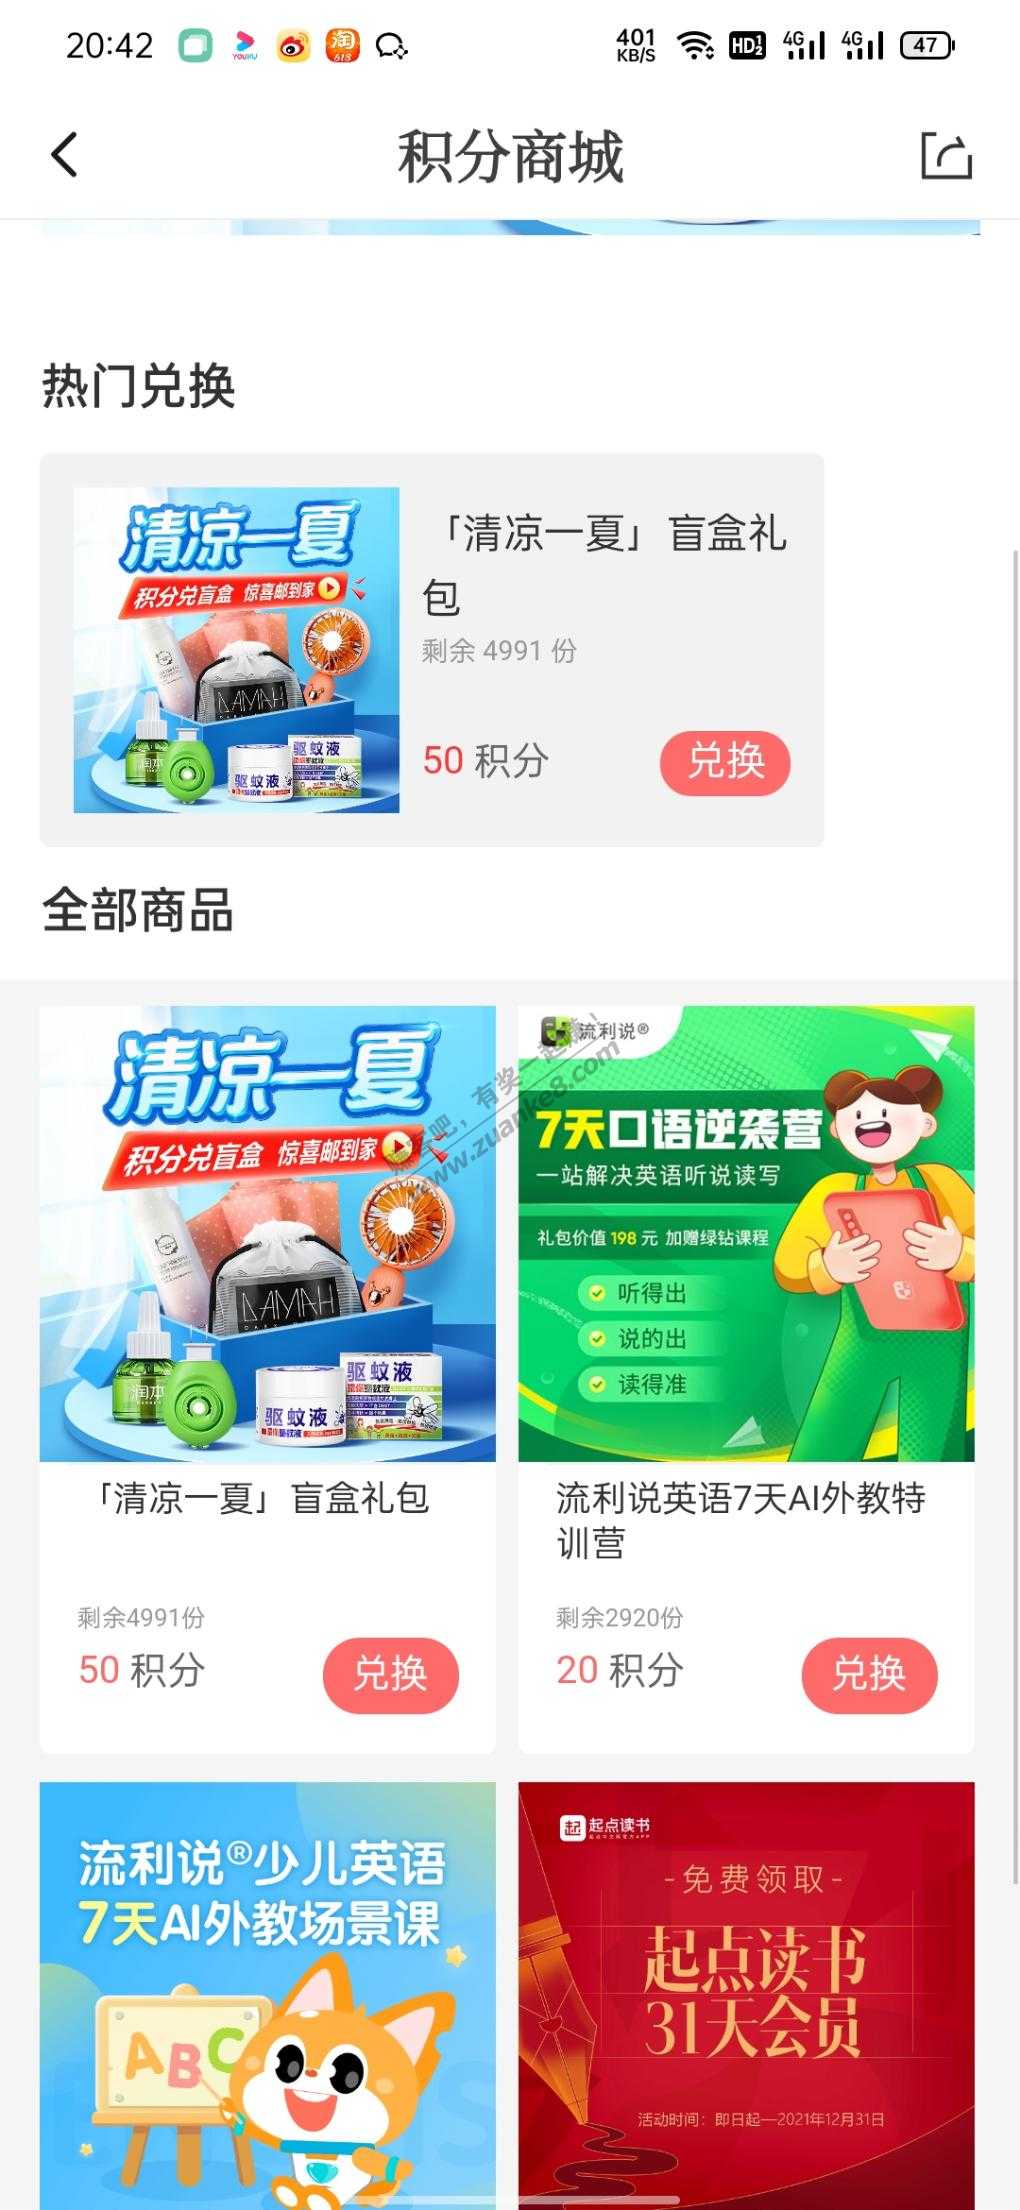 20:42
401
KB/S
HD 1 2
4G
4G
47
积分商城
热门兑换
清凉一夏
积分兑盲盒 惊喜邮到家
DAMAH
润本
驱蚊液
驱蚊液
「清凉一夏」盲盒礼
包
剩余 4991 份
50 积分
兑换
全部商品
清凉一夏
积分兑盲盒 惊喜邮到家
DAMAH
润本
驱蚊液
驱蚊液
「清凉一夏」盲盒礼包
剩余4991份
50 积分
兑换
流利说®
7天口语逆袭营
一站解决英语听说读写
礼包价值 198 元 加赠绿钻课程
听得出
说的出
读得准
流利说英语7天AI外教特
训营
剩余2920份
20 积分
兑换
有奖一起赚!
www.zuanke8.com
流利说®少儿英语
7天AI外教场景课
ABC
起点读书
-免费领取-
起点读书
31天会员
活动时间：即日起—2021年12月31日